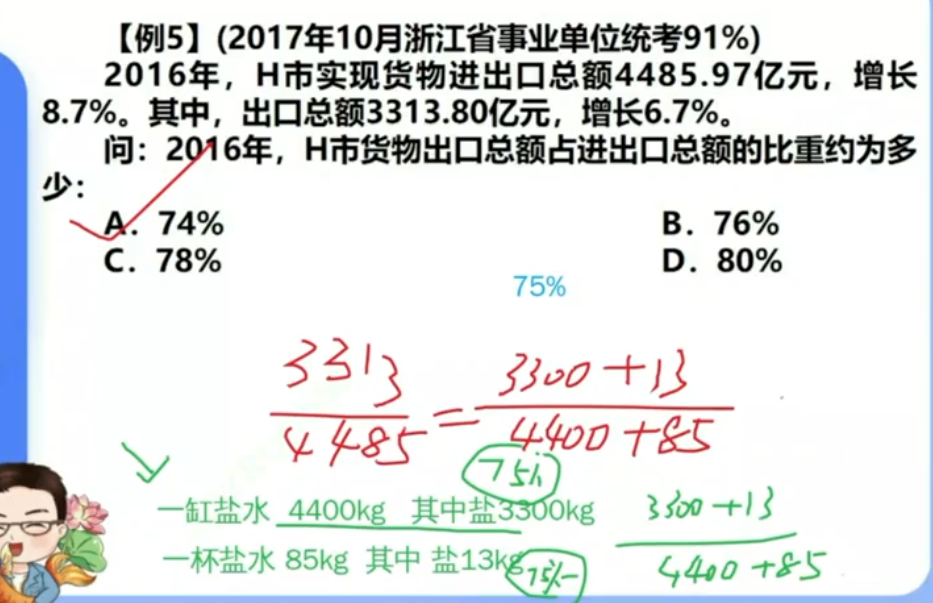 【例5】(2017年10月浙江省事业单位统考91%)
2016年，H市实现货物进出口总额4485.97亿元，增长
8.7%。其中，出口总额3313.80亿元，增长6.7%。
问：2016年，H市货物出口总额占进出口总额的比重约为多
少：
A. 74% B. 76%
C. 78% D. 80%
75%
3313
4485
=
3300+13
4400+85
一缸盐水 4400kg 其中盐3300kg
一杯盐水 85kg 其中 盐13kg
75%-
3300+13
4400+85